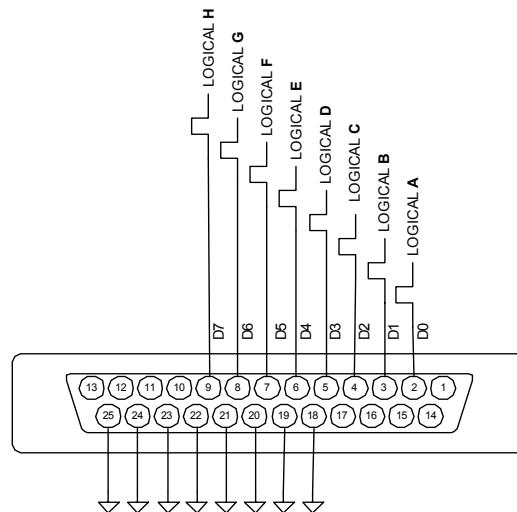 LOGICAL H
LOGICAL G
LOGICAL F
LOGICAL E
LOGICAL D
LOGICAL C
LOGICAL B
LOGICAL A
D7
D6
D5
D4
D3
D2
D1
D0
13 12 11 10 9 8 7 6 5 4 3 2 1
25 24 23 22 21 20 19 18 17 16 15 14